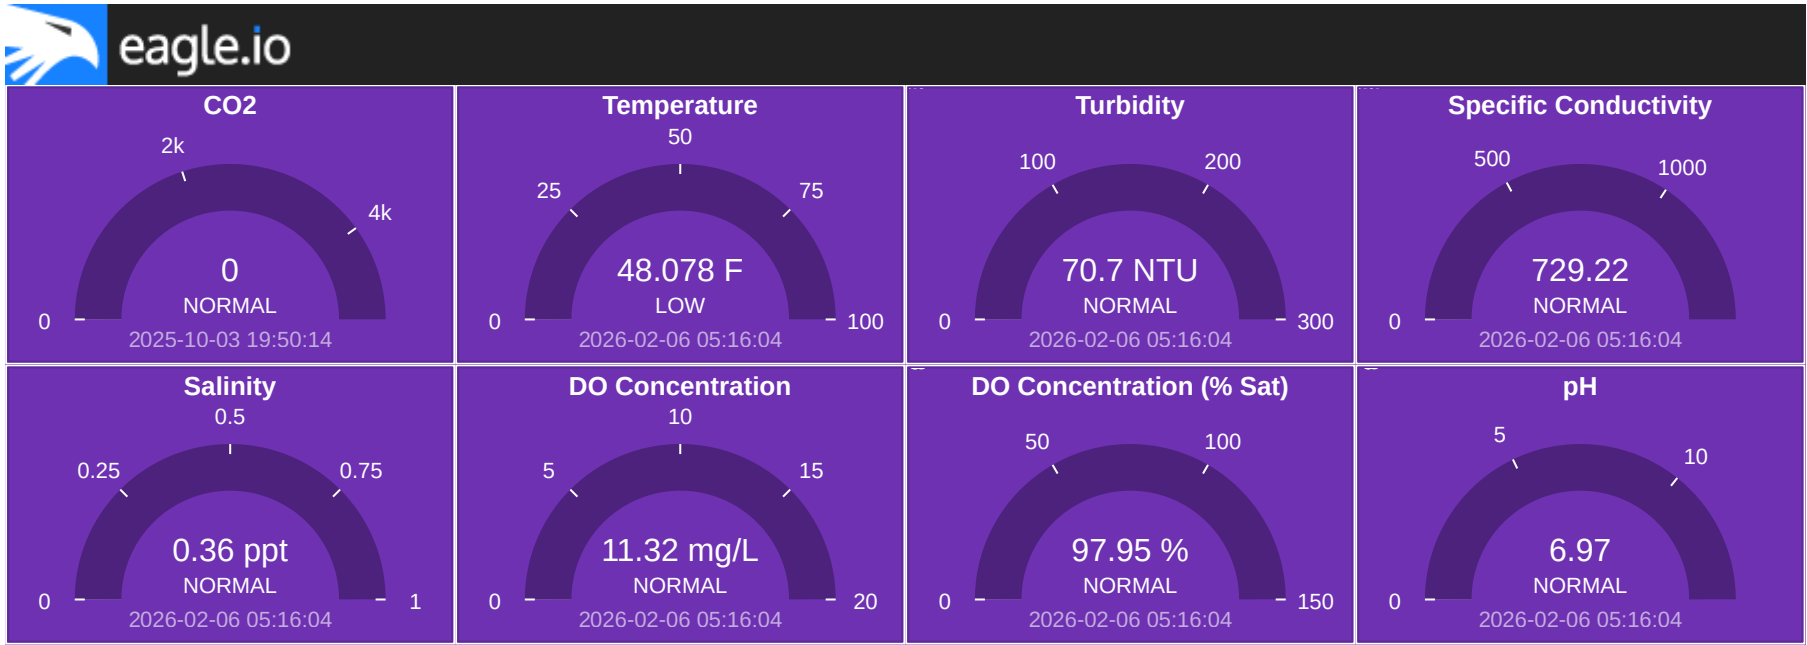 eagle.io
CO2
2k
4k
0
0
NORMAL
2025-10-03 19:50:14
Temperature
50
25
75
48.078 F
LOW
0
100
2026-02-06 05:16:04
Turbidity
100
200
70.7 NTU
NORMAL
0
300
2026-02-06 05:16:04
Specific Conductivity
500
1000
729.22
NORMAL
0
2026-02-06 05:16:04
Salinity
0.5
0.25
0.75
0.36 ppt
NORMAL
0
1
2026-02-06 05:16:04
DO Concentration
10
5
15
11.32 mg/L
NORMAL
0
20
2026-02-06 05:16:04
DO Concentration (% Sat)
50
100
97.95 %
NORMAL
0
150
2026-02-06 05:16:04
pH
5
10
6.97
NORMAL
0
2026-02-06 05:16:04